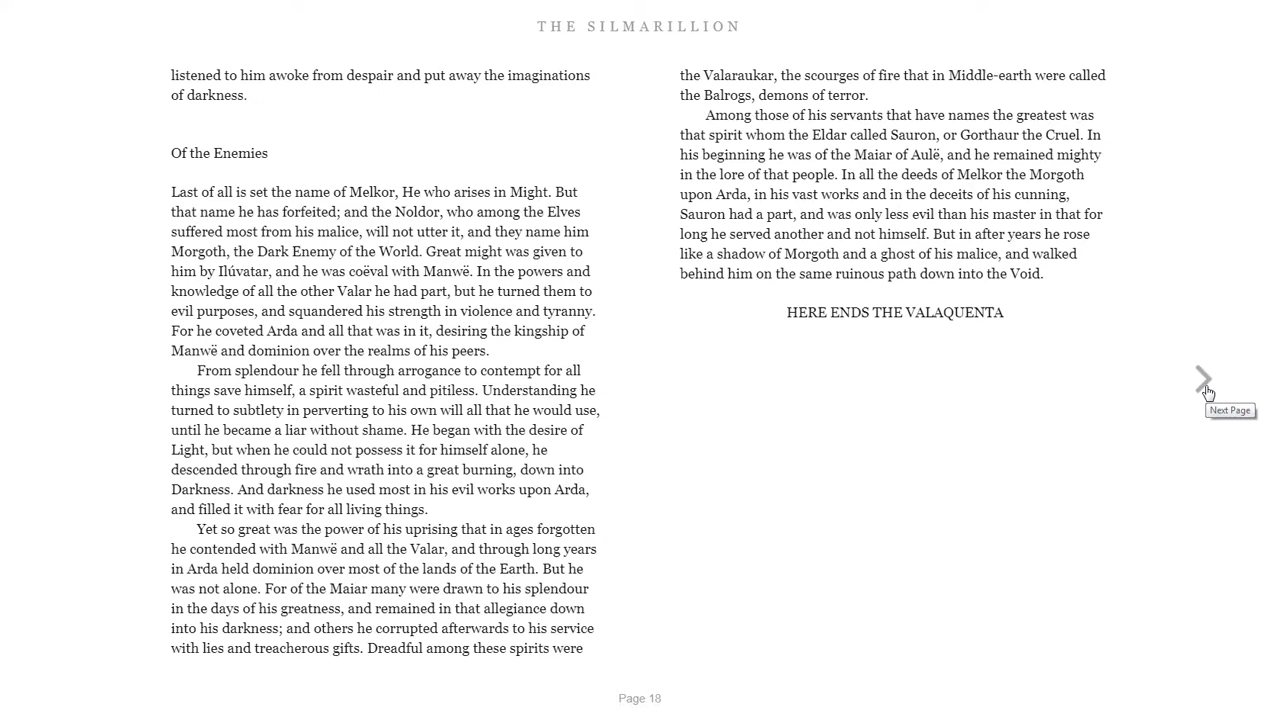 THE SILMARILLION
listened to him awoke from despair and put away the imaginations
of darkness.
Of the Enemies
Last of all is set the name of Melkor, He who arises in Might. But
that name he has forfeited; and the Noldor, who among the Elves
suffered most from his malice, will not utter it, and they name him
Morgoth, the Dark Enemy of the World. Great might was given to
him by Ilúvatar, and he was coëval with Manwë. In the powers and
knowledge of all the other Valar he had part, but he turned them to
evil purposes, and squandered his strength in violence and tyranny.
For he coveted Arda and all that was in it, desiring the kingship of
Manwë and dominion over the realms of his peers.
From splendour he fell through arrogance to contempt for all
things save himself, a spirit wasteful and pitiless. Understanding he
turned to subtlety in perverting to his own will all that he would use,
until he became a liar without shame. He began with the desire of
Light, but when he could not possess it for himself alone, he
descended through fire and wrath into a great burning, down into
Darkness. And darkness he used most in his evil works upon Arda,
and filled it with fear for all living things.
Yet so great was the power of his uprising that in ages forgotten
he contended with Manwë and all the Valar, and through long years
in Arda held dominion over most of the lands of the Earth. But he
was not alone. For of the Maiar many were drawn to his splendour
in the days of his greatness, and remained in that allegiance down
into his darkness; and others he corrupted afterwards to his service
with lies and treacherous gifts. Dreadful among these spirits were
the Valaraukar, the scourges of fire that in Middle-earth were called
the Balrogs, demons of terror.
Among those of his servants that have names the greatest was
that spirit whom the Eldar called Sauron, or Gorthaur the Cruel. In
his beginning he was of the Maiar of Aulë, and he remained mighty
in the lore of that people. In all the deeds of Melkor the Morgoth
upon Arda, in his vast works and in the deceits of his cunning,
Sauron had a part, and was only less evil than his master in that for
long he served another and not himself. But in after years he rose
like a shadow of Morgoth and a ghost of his malice, and walked
behind him on the same ruinous path down into the Void.
HERE ENDS THE VALAQUENTA
Next Page
Page 18